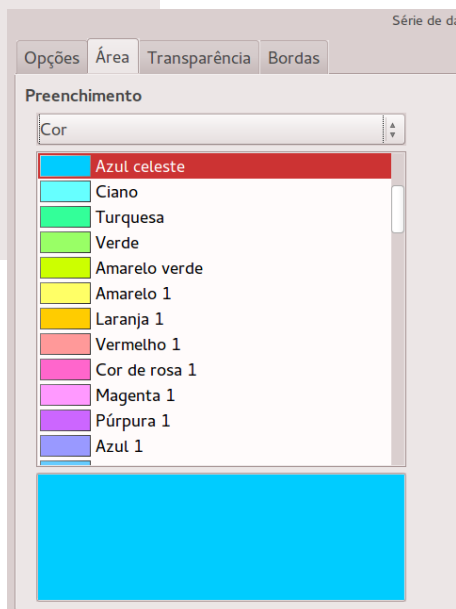 Série de da
Opções Área Transparência Bordas
Preenchimento
Cor
Azul celeste
Ciano
Turquesa
Verde
Amarelo verde
Amarelo 1
Laranja 1
Vermelho 1
Cor de rosa 1
Magenta 1
Púrpura 1
Azul 1